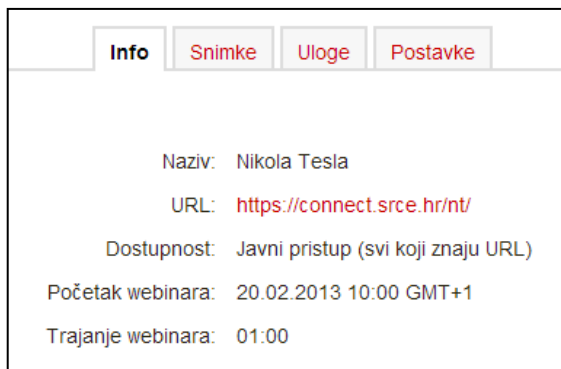 Info Snimke Uloge Postavke
Naziv: Nikola Tesla
URL: https://connect.srce.hr/nt/
Dostupnost: Javni pristup (svi koji znaju URL)
Početak webinara: 20.02.2013 10:00 GMT+1
Trajanje webinara: 01:00